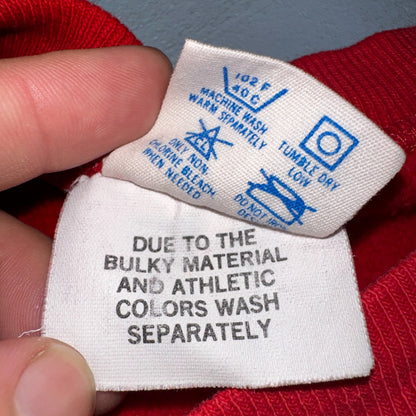 102 F
40 C
MACHINE WASH
WARM SEPARATELY
TUMBLE DRY
LOW
ONLY NON.
CHLORINE BLEACH
WHEN NEEDED
DO NOT IRON
DUE TO THE
BULKY MATERIAL
AND ATHLETIC
COLORS WASH
SEPARATELY